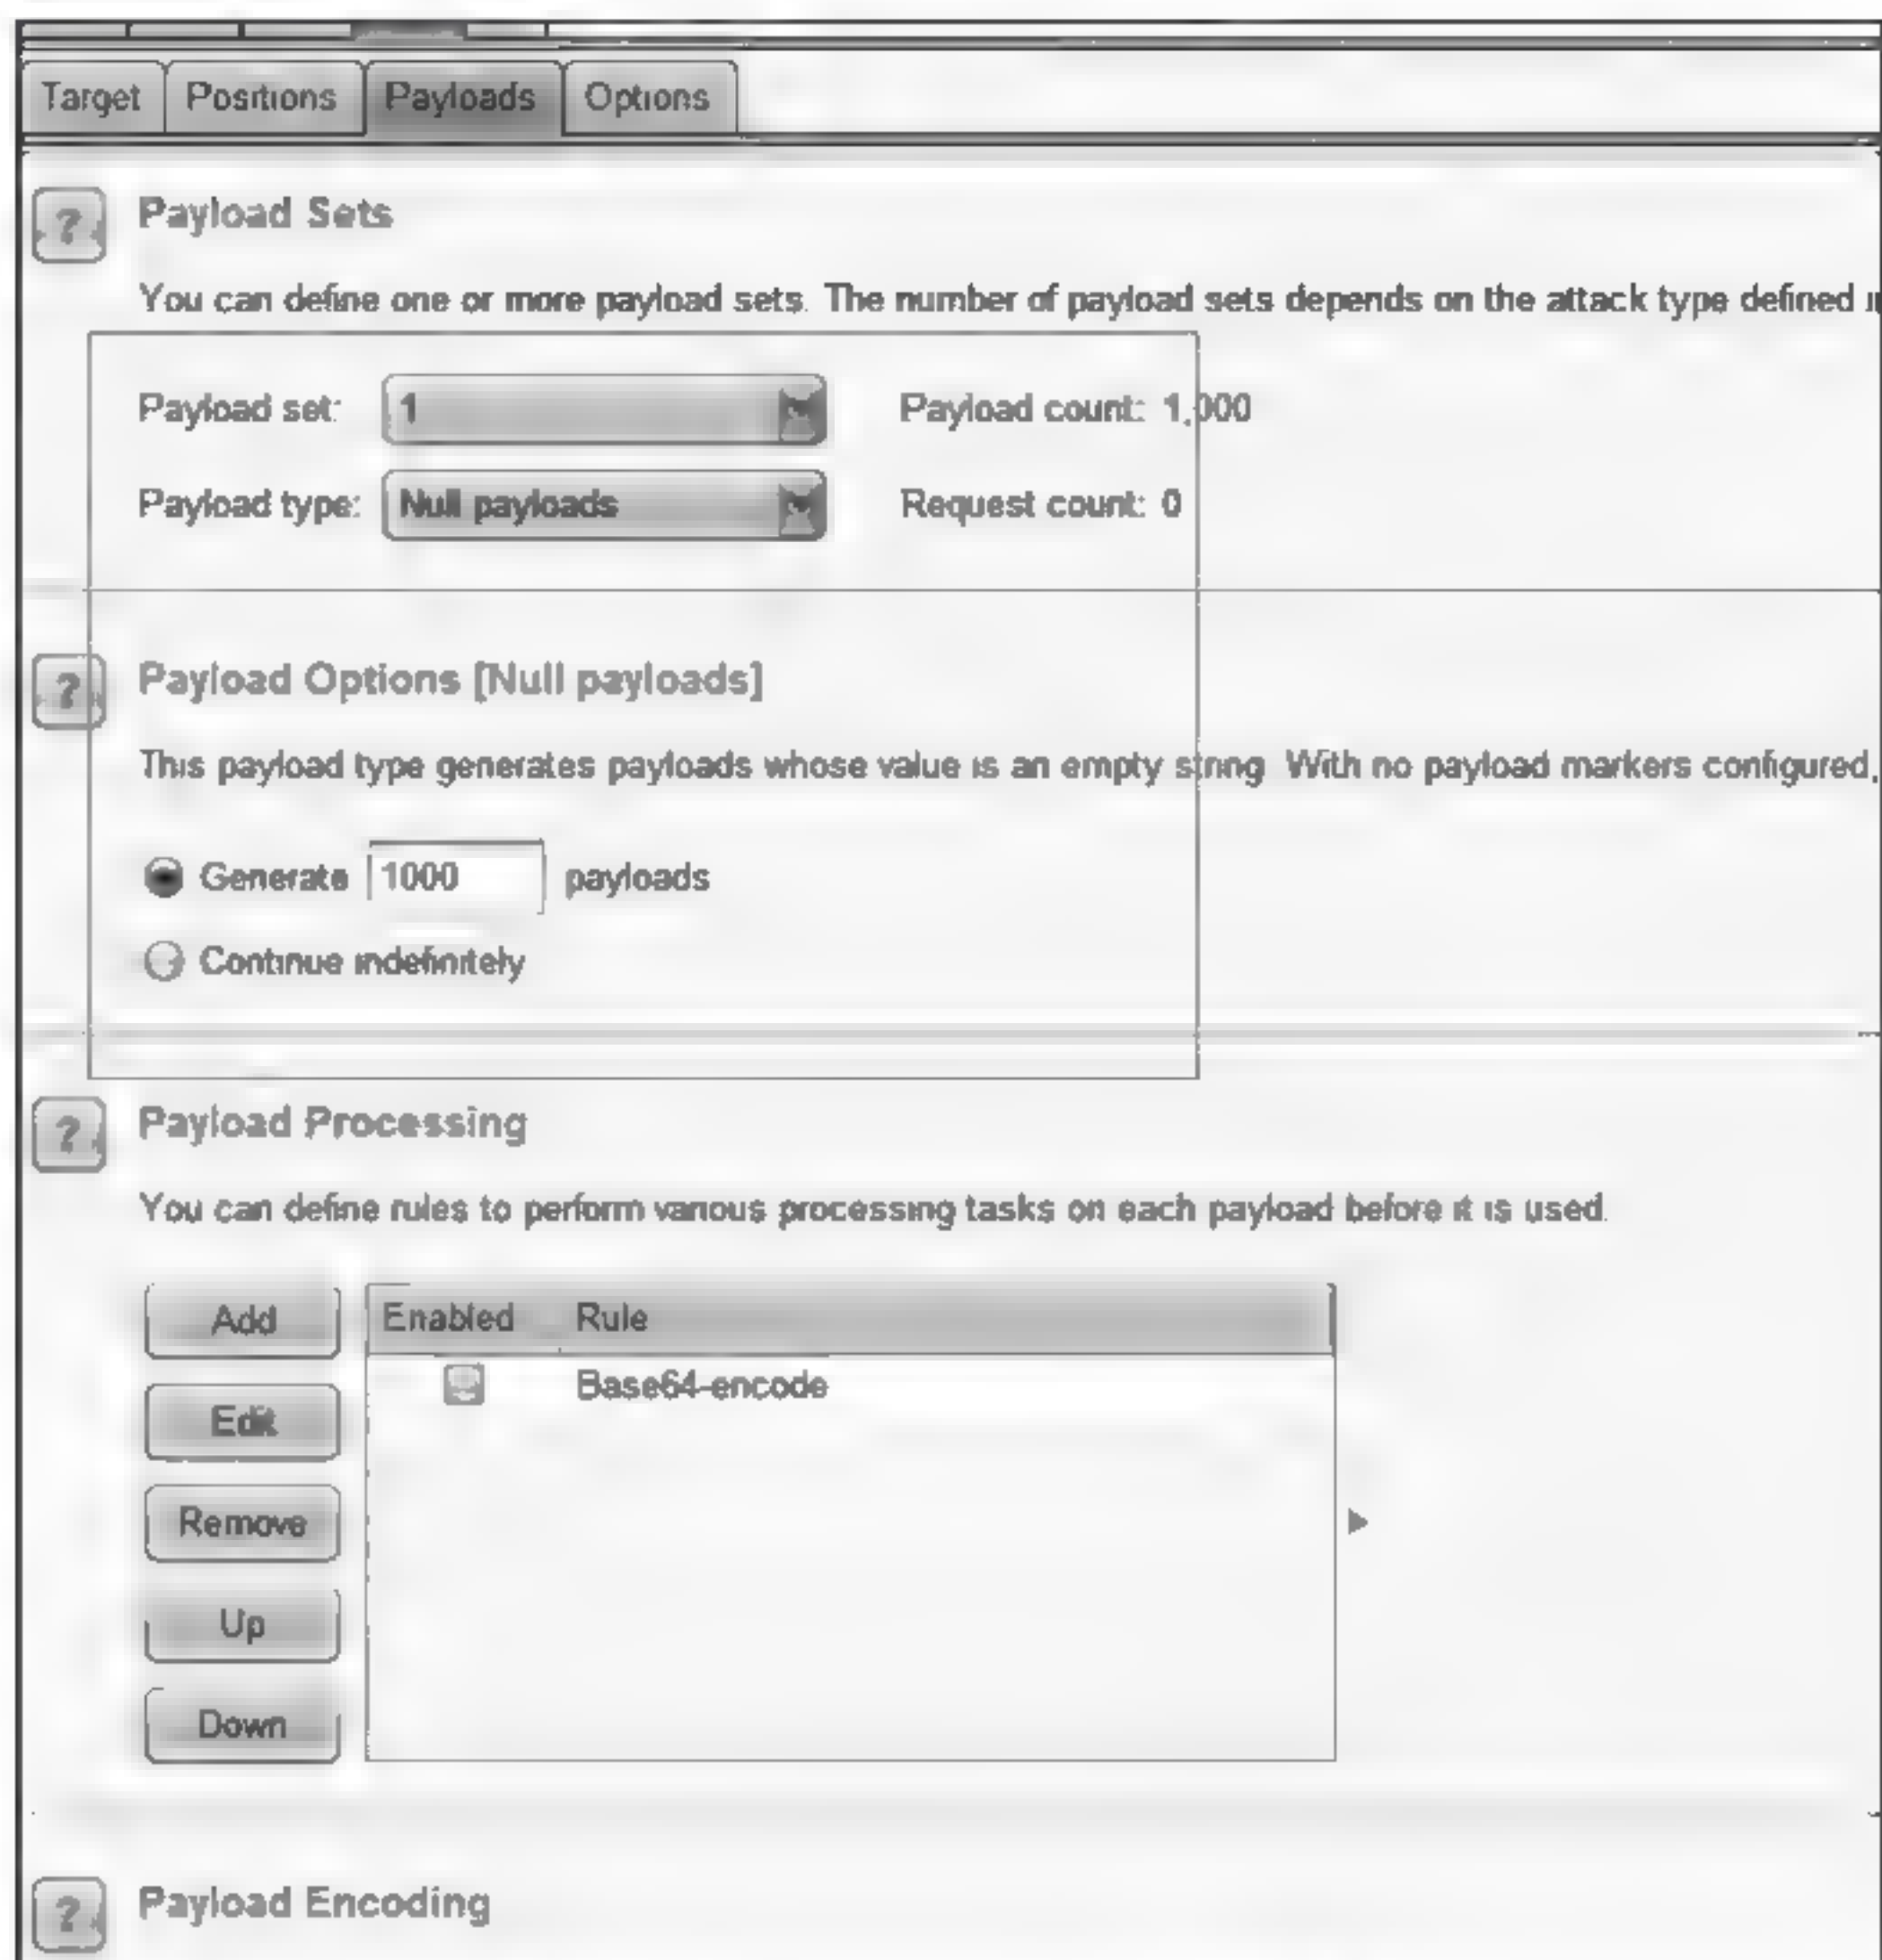 Target Positions Payloads Options
? Payload Sets
You can define one or more payload sets. The number of payload sets depends on the attack type defined
Payload set: 1 Payload count: 1,000
Payload type: Null payloads Request count: 0
? Payload Options [Null payloads]
This payload type generates payloads whose value is an empty string. With no payload markers configured,
Generate 1000 payloads
Continue indefinitely
? Payload Processing
You can define rules to perform various processing tasks on each payload before it is used.
Add Enabled Rule
Base64-encode
Edit
Remove
Up
Down
? Payload Encoding